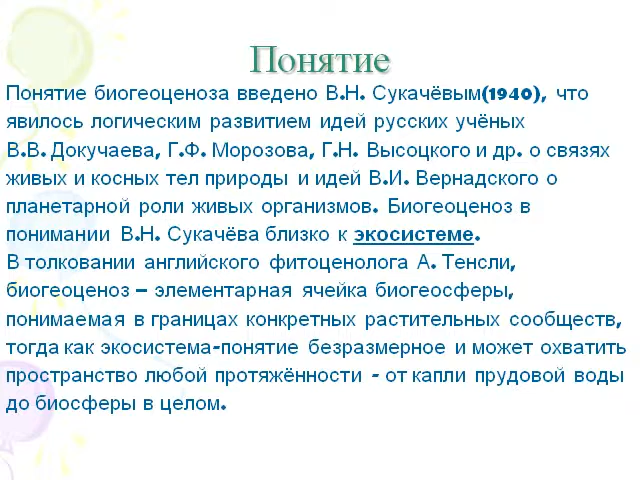 Понятие
Понятие биогеоценоза введено В.Н. Сукачёвым(1940), что
явилось логическим развитием идей русских учёных
В.В. Докучаева, Г.Ф. Морозова, Г.Н. Высоцкого и др. о связях
живых и косных тел природы и идей В.И. Вернадского о
планетарной роли живых организмов. Биогеоценоз в
понимании В.Н. Сукачёва близко к экосистеме.
В толковании английского фитоценолога А. Тенсли,
биогеоценоз – элементарная ячейка биогеосферы,
понимаемая в границах конкретных растительных сообществ,
тогда как экосистема-понятие безразмерное и может охватить
пространство любой протяжённости - от капли прудовой воды
до биосферы в целом.